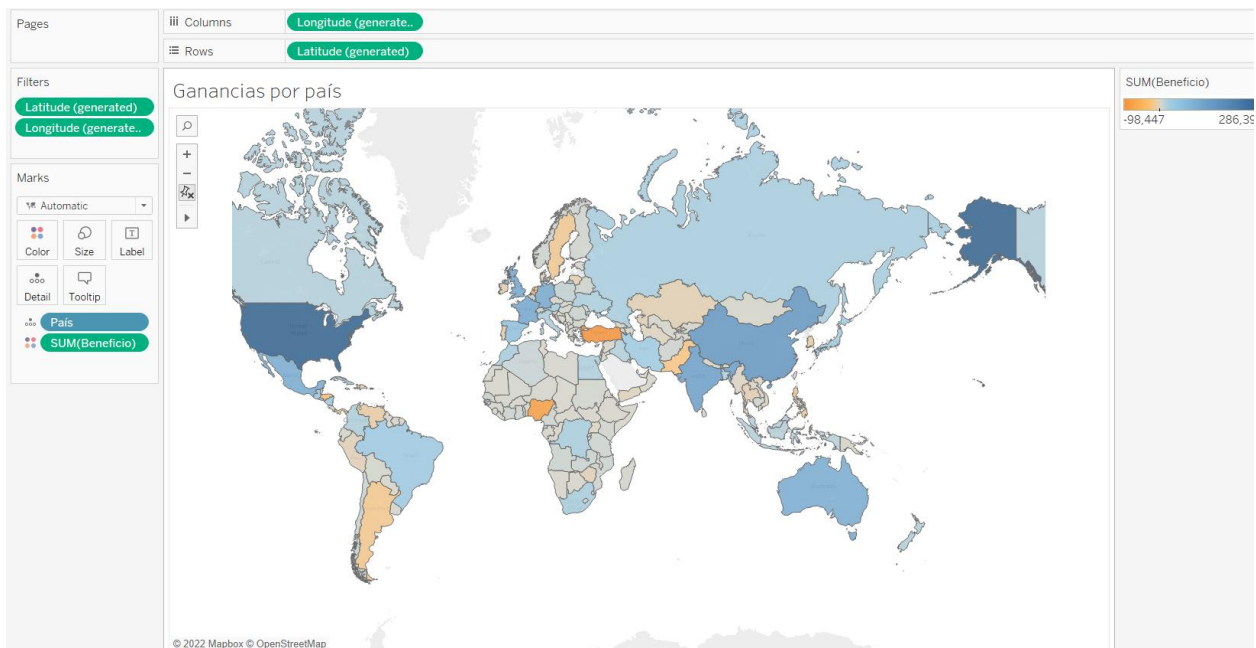 Pages
Columns
Longitude (generate..
Rows
Latitude (generated)
Filters
Latitude (generated)
Longitude (generate..
Marks
Automatic
Color
Size
Label
Detail
Tooltip
País
SUM(Beneficio)
Ganancias por país
© 2022 Mapbox © OpenStreetMap
SUM(Beneficio)
-98,447 286,39